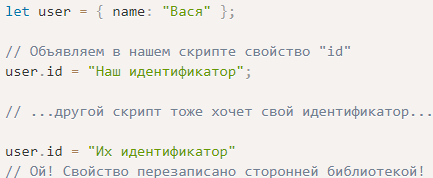 let user = { name: "Вася" };
// Объявляем в нашем скрипте свойство "id"
user.id = "Наш идентификатор";
// ...другой скрипт тоже хочет свой идентификатор...
user.id = "Их идентификатор"
// Ой! Свойство перезаписано сторонней библиотекой!